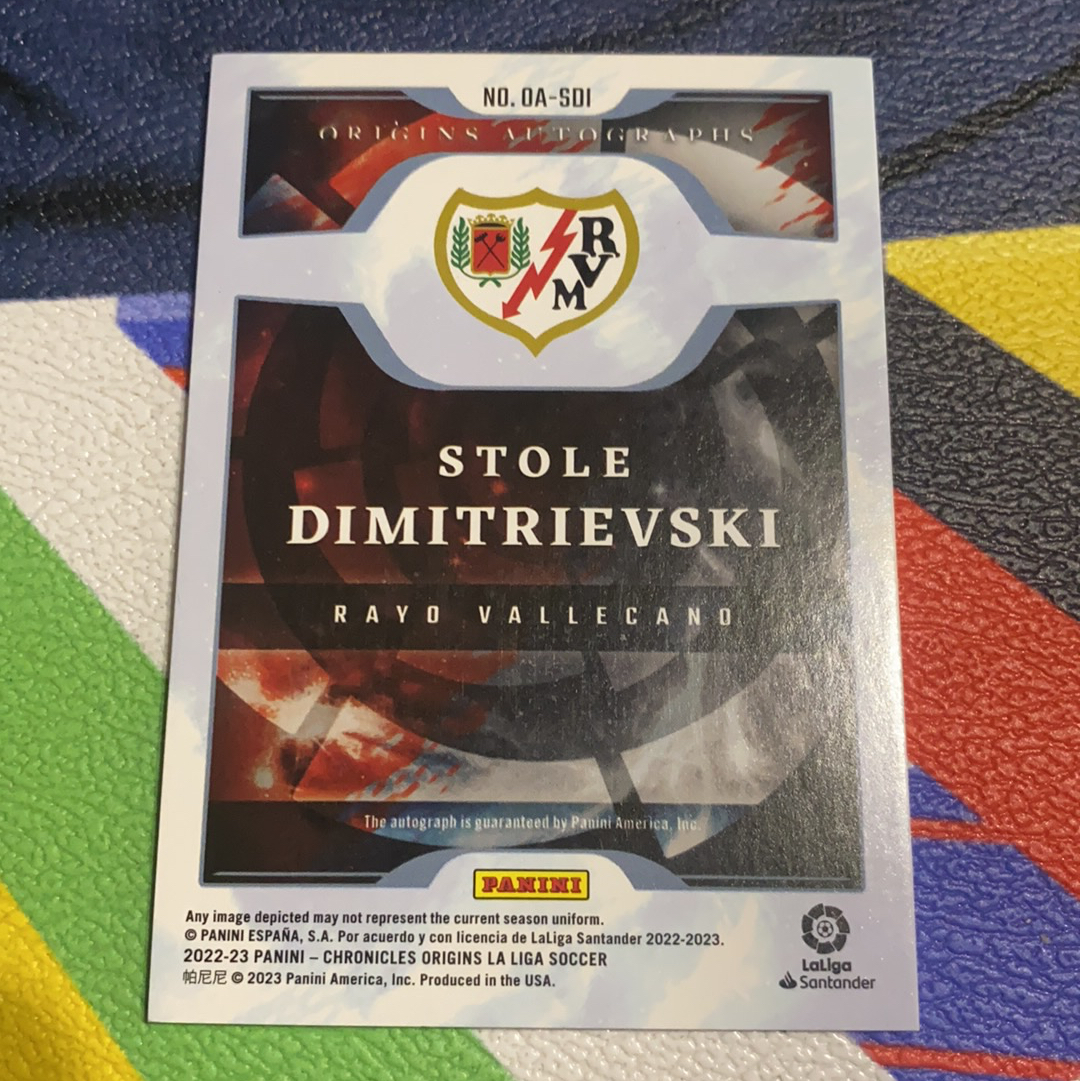 NO. OA-SDI
ORIGINS AUTOGRAPHS
RVM
STOLE
DIMITRIEVSKI
RAYO VALLECANO
The autograph is guaranteed by Panini America, Inc.
PANINI
Any image depicted may not represent the current season uniform.
© PANINI ESPAÑA, S.A. Por acuerdo y con licencia de LaLiga Santander 2022-2023.
2022-23 PANINI – CHRONICLES ORIGINS LA LIGA SOCCER
帕尼尼 © 2023 Panini America, Inc. Produced in the USA.
LaLiga
Santander